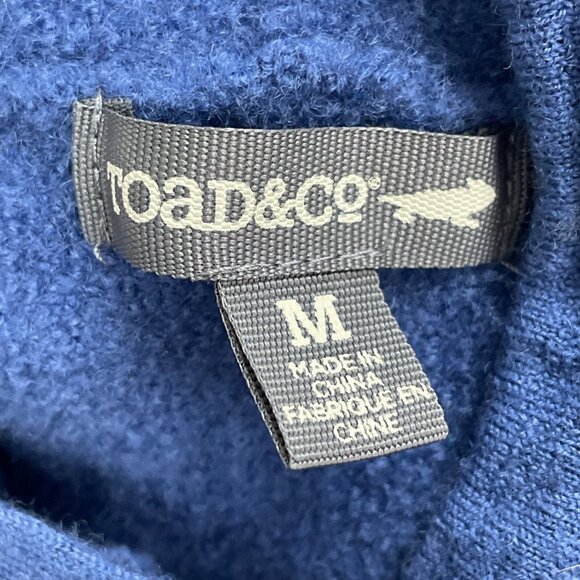 TOAD&CO®
M
MADE IN
CHINA
FABRIQUE EN
CHINE